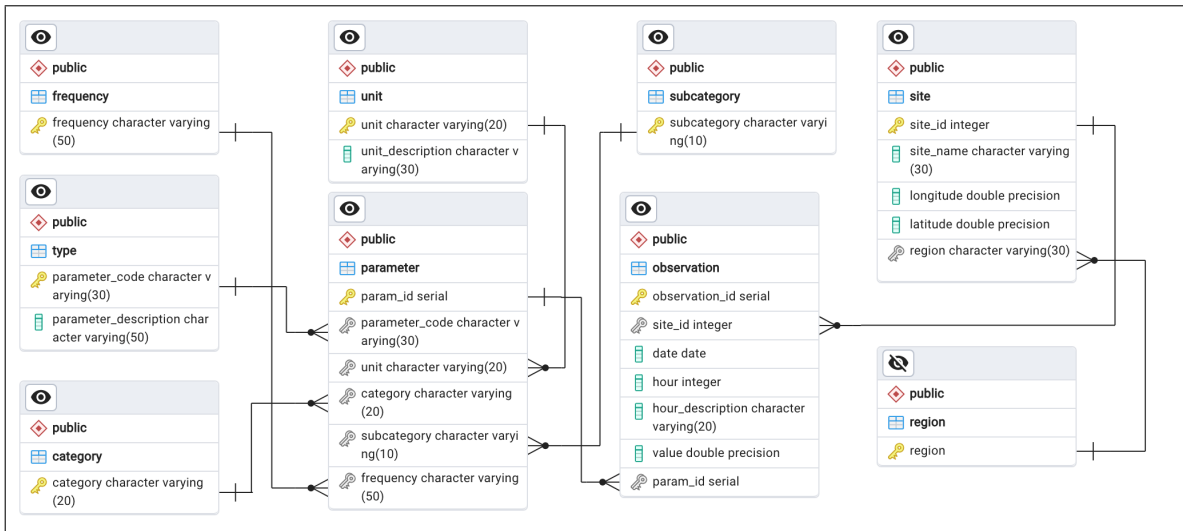 public
frequency
frequency character varying
(50)
public
type
parameter_code character v
arying(30)
parameter_description char
acter varying(50)
public
category
category character varying
(20)
public
unit
unit character varying(20)
unit_description character v
arying(30)
public
parameter
param_id serial
parameter_code character v
arying(30)
unit character varying(20)
category character varying
(20)
subcategory character varyi
ng(10)
frequency character varying
(50)
public
subcategory
subcategory character varyi
ng(10)
public
observation
observation_id serial
site_id integer
date date
hour integer
hour_description character
varying(20)
value double precision
param_id serial
public
site
site_id integer
site_name character varying
(30)
longitude double precision
latitude double precision
region character varying(30)
public
region
region